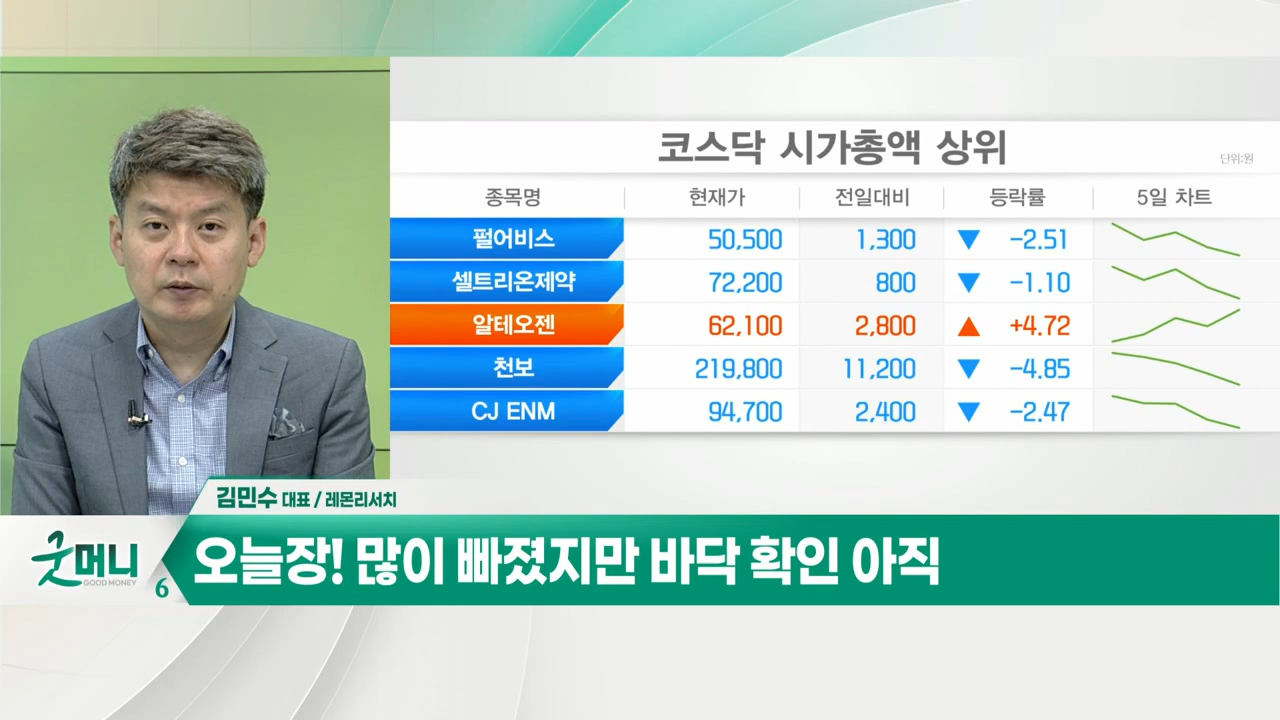 코스닥 시가총액 상위
단위:원
종목명 현재가 전일대비 등락률 5일 차트
펄어비스 50,500 1,300 ▼ -2.51
셀트리온제약 72,200 800 ▼ -1.10
알테오젠 62,100 2,800 ▲ +4.72
천보 219,800 11,200 ▼ -4.85
CJ ENM 94,700 2,400 ▼ -2.47
김민수 대표 / 레몬리서치
굿머니
GOOD MONEY
6
오늘장! 많이 빠졌지만 바닥 확인 아직